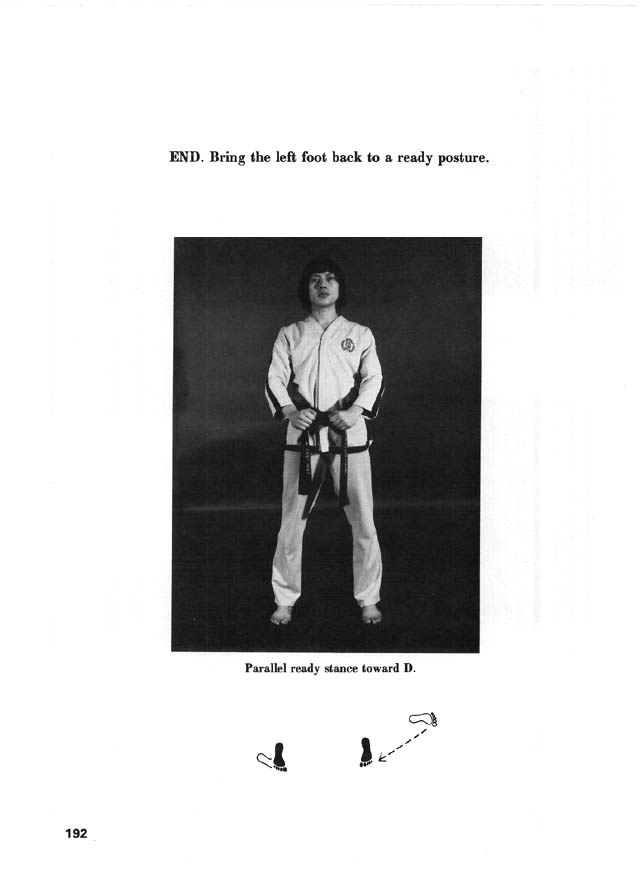 END. Bring the left foot back to a ready posture.
Parallel ready stance toward D.
192